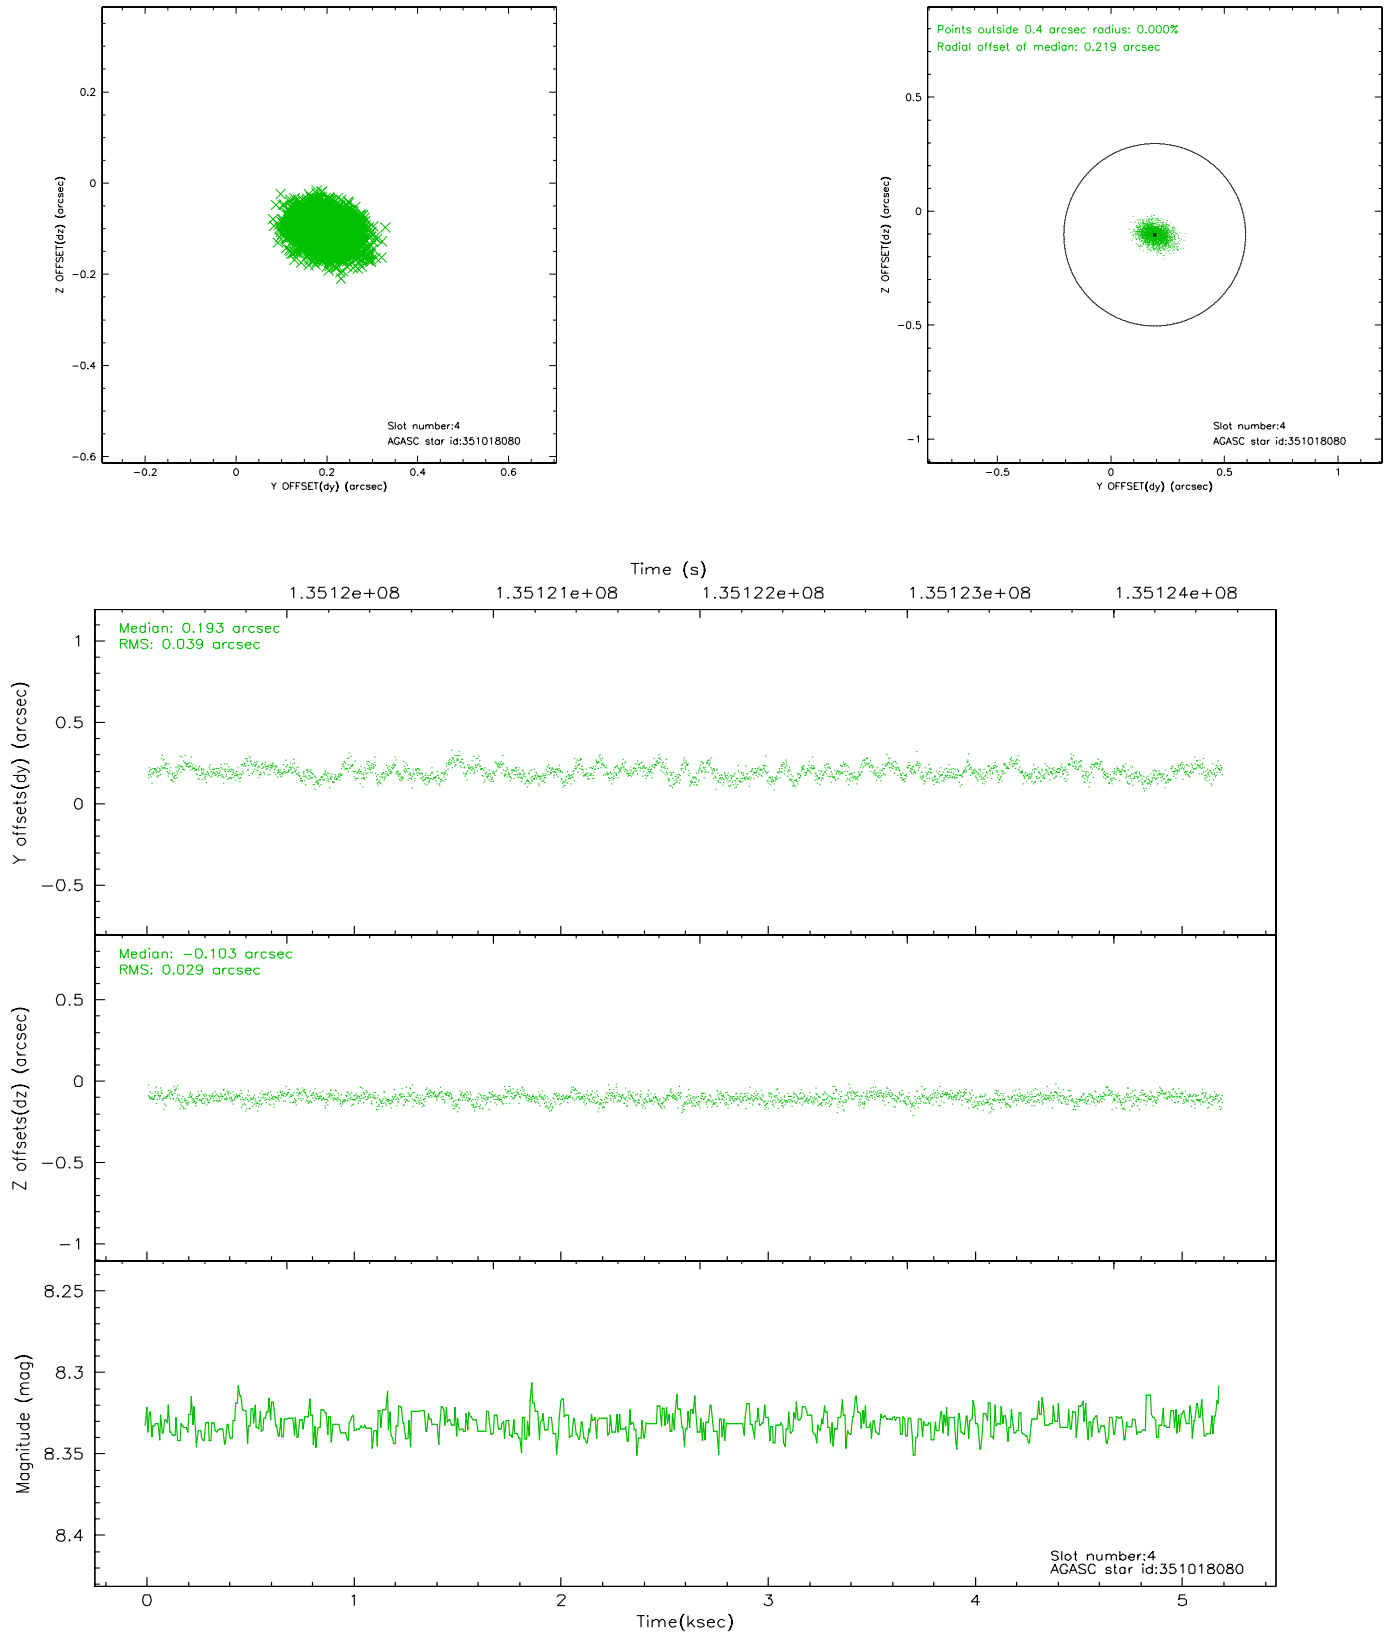 0.2
0
−0.2
−0.4
−0.6
Z OFFSET(dz) (arcsec)
Slot number:4
AGASC star id:351018080
−0.2 0 0.2 0.4 0.6
Y OFFSET(dy) (arcsec)
Points outside 0.4 arcsec radius: 0.000%
Radial offset of median: 0.219 arcsec
0.5
0
−0.5
−1
Z OFFSET(dz) (arcsec)
Slot number:4
AGASC star id:351018080
−0.5 0 0.5 1
Y OFFSET(dy) (arcsec)
Time (s)
1.3512e+08 1.35121e+08 1.35122e+08 1.35123e+08 1.35124e+08
Median: 0.193 arcsec
RMS: 0.039 arcsec
1
0.5
0
−0.5
Y offsets(dy) (arcsec)
Median: −0.103 arcsec
RMS: 0.029 arcsec
0.5
0
−0.5
−1
Z offsets(dz) (arcsec)
8.25
8.3
8.35
8.4
Magnitude (mag)
Slot number:4
AGASC star id:351018080
0 1 2 3 4 5
Time(ksec)